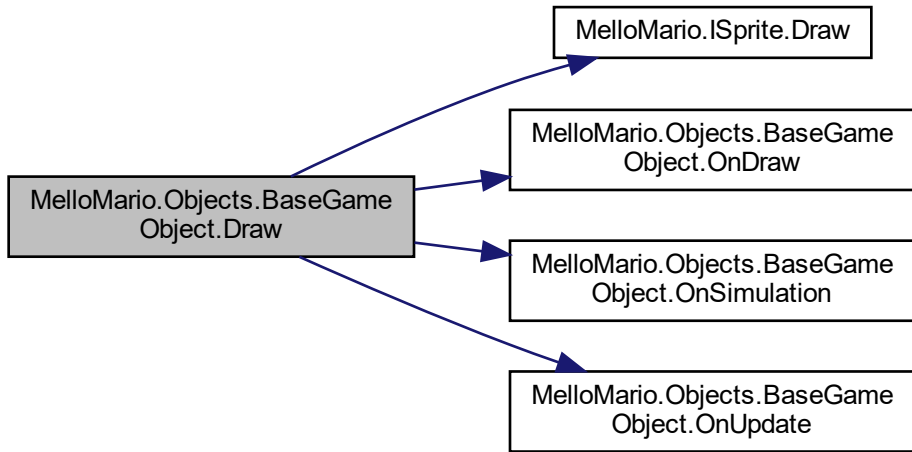 MelloMario.ISprite.Draw
MelloMario.Objects.BaseGame
Object.OnDraw
MelloMario.Objects.BaseGame
Object.Draw
MelloMario.Objects.BaseGame
Object.OnSimulation
MelloMario.Objects.BaseGame
Object.OnUpdate